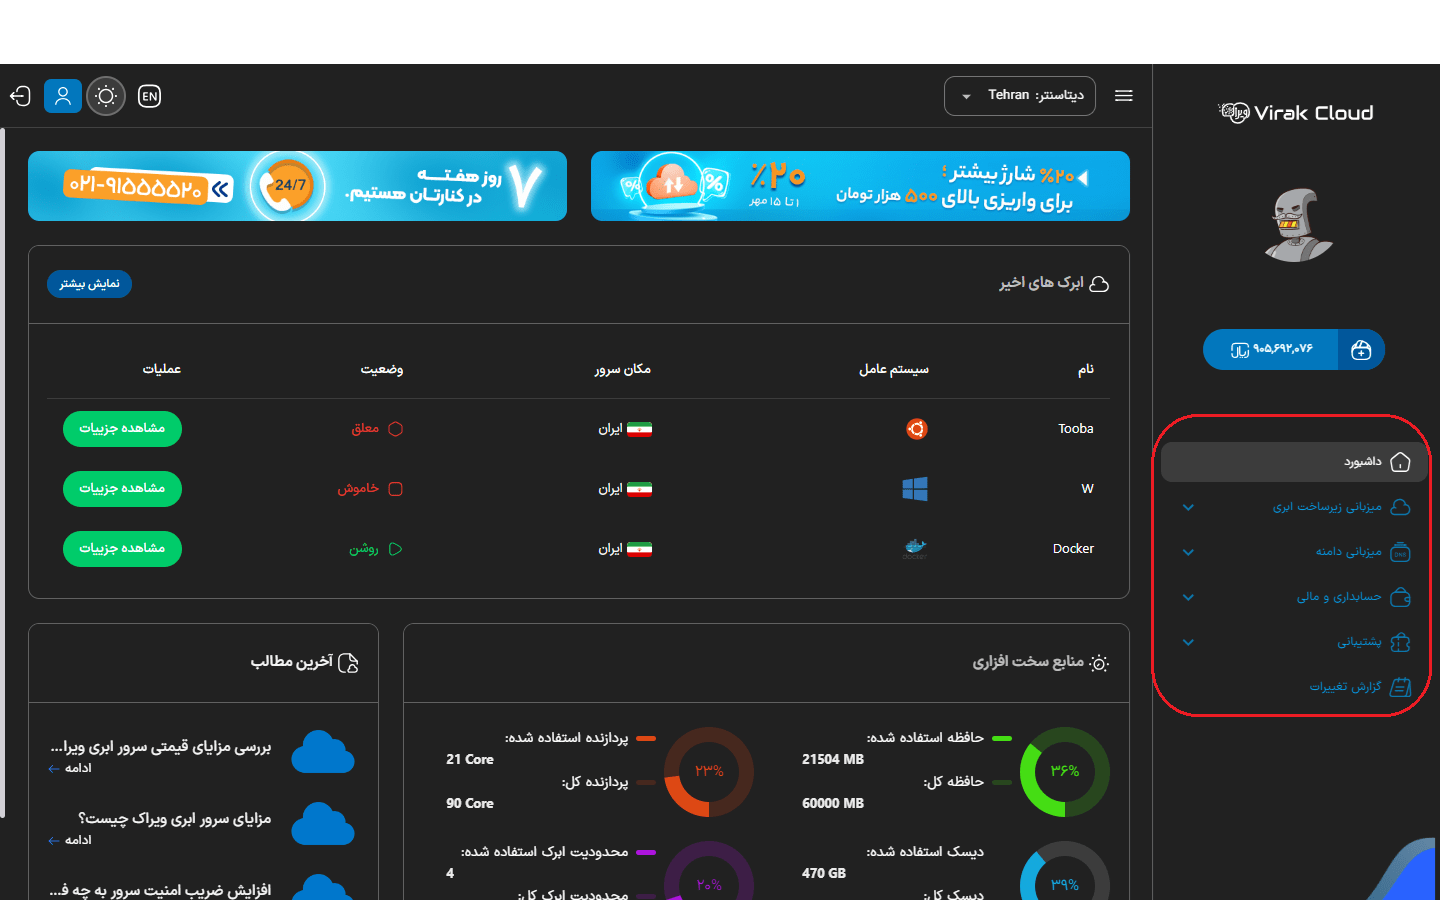 EN
دیتاسنتر: Tehran
Virak Cloud
۲۰% شارژ بیشتر
برای واریزی بالای ۵۰۰ هزار تومان
۲۰٪
۱ تا ۱۵ مهر
۷ روز هفته
در کنارتان هستیم.
24/7
۰۲۱-۹۱۵۵۵۵۲۰
۹۰۵,۶۹۲,۰۷۶ ریال
داشبورد
میزبانی زیرساخت ابری
میزبانی دامنه
DNS
حسابداری و مالی
پشتیبانی
گزارش تغییرات
ابرک های اخیر
نمایش بیشتر
نام سیستم عامل مکان سرور وضعیت عملیات
Tooba ایران معلق مشاهده جزییات
W ایران خاموش مشاهده جزییات
Docker docker ایران روشن مشاهده جزییات
منابع سخت افزاری
حافظه استفاده شده:
21504 MB
حافظه کل:
60000 MB
۳۶%
پردازنده استفاده شده:
21 Core
پردازنده کل:
90 Core
۲۳%
دیسک استفاده شده:
470 GB
دیسک کل:
۳۹%
محدودیت ابرک استفاده شده:
4
محدودیت ابرک کل:
۲۰%
آخرین مطالب
بررسی مزایای قیمتی سرور ابری ویرا...
ادامه ←
مزایای سرور ابری ویراک چیست؟
ادامه ←
افزایش ضریب امنیت سرور به چه ف...